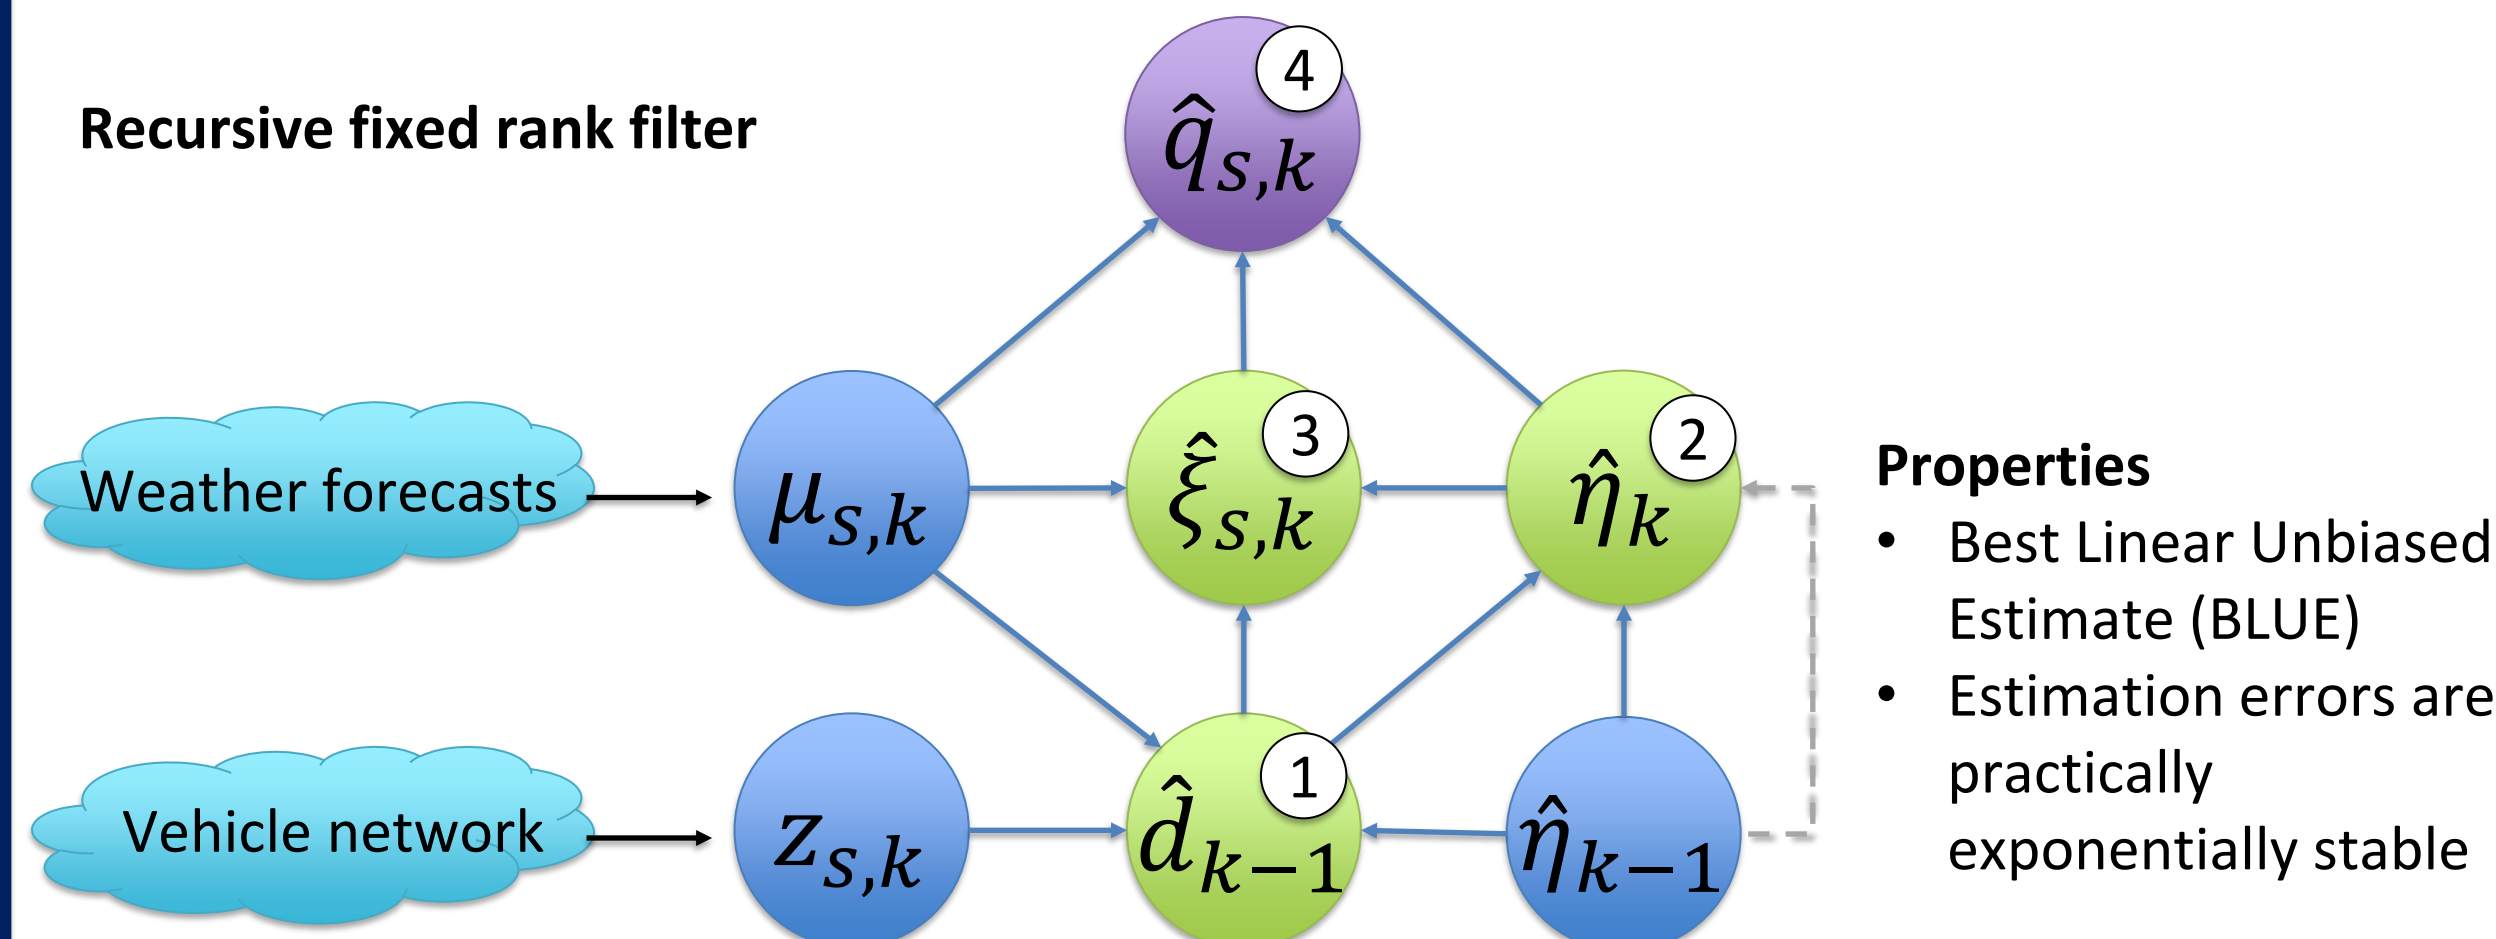 Recursive fixed rank filter
4
q̂s,k
Weather forecasts
μs,k
3
ξ̂s,k
2
η̂k
Vehicle network
zs,k
1
d̂k−1
η̂k−1
Properties
• Best Linear Unbiased
Estimate (BLUE)
• Estimation errors are
practically
exponentially stable